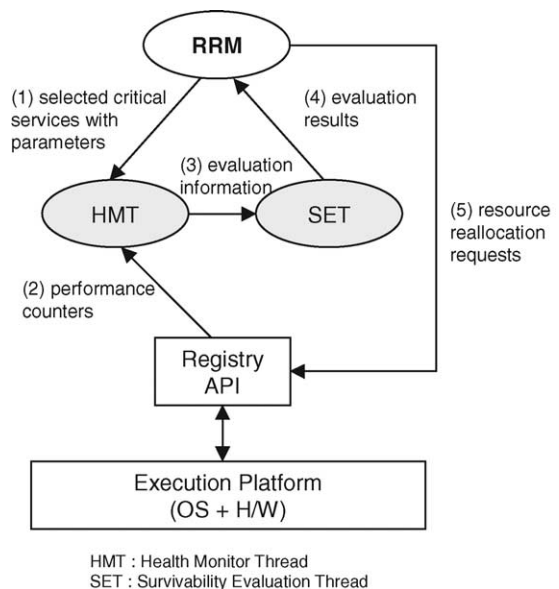 RRM
(1) selected critical
services with
parameters
(4) evaluation
results
(3) evaluation
information
HMT
SET
(5) resource
reallocation
requests
(2) performance
counters
Registry
API
Execution Platform
(OS + H/W)
HMT : Health Monitor Thread
SET : Survivability Evaluation Thread